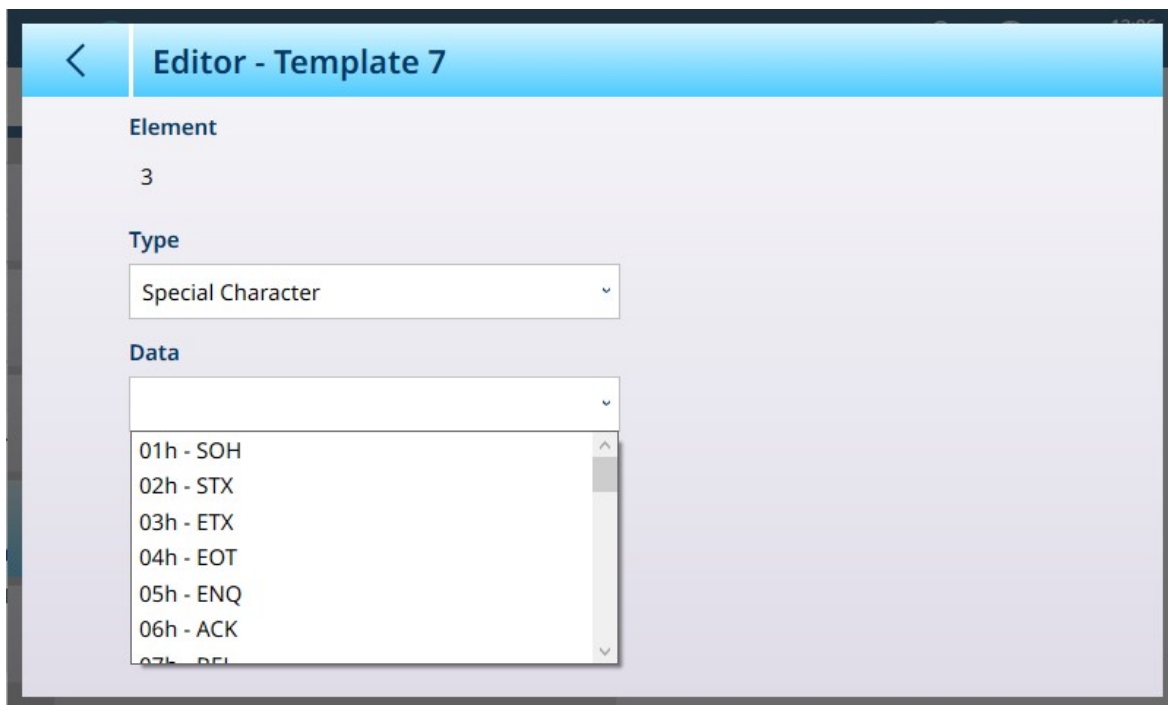 Editor - Template 7
Element
3
Type
Special Character
Data
01h - SOH
02h - STX
03h - ETX
04h - EOT
05h - ENQ
06h - ACK